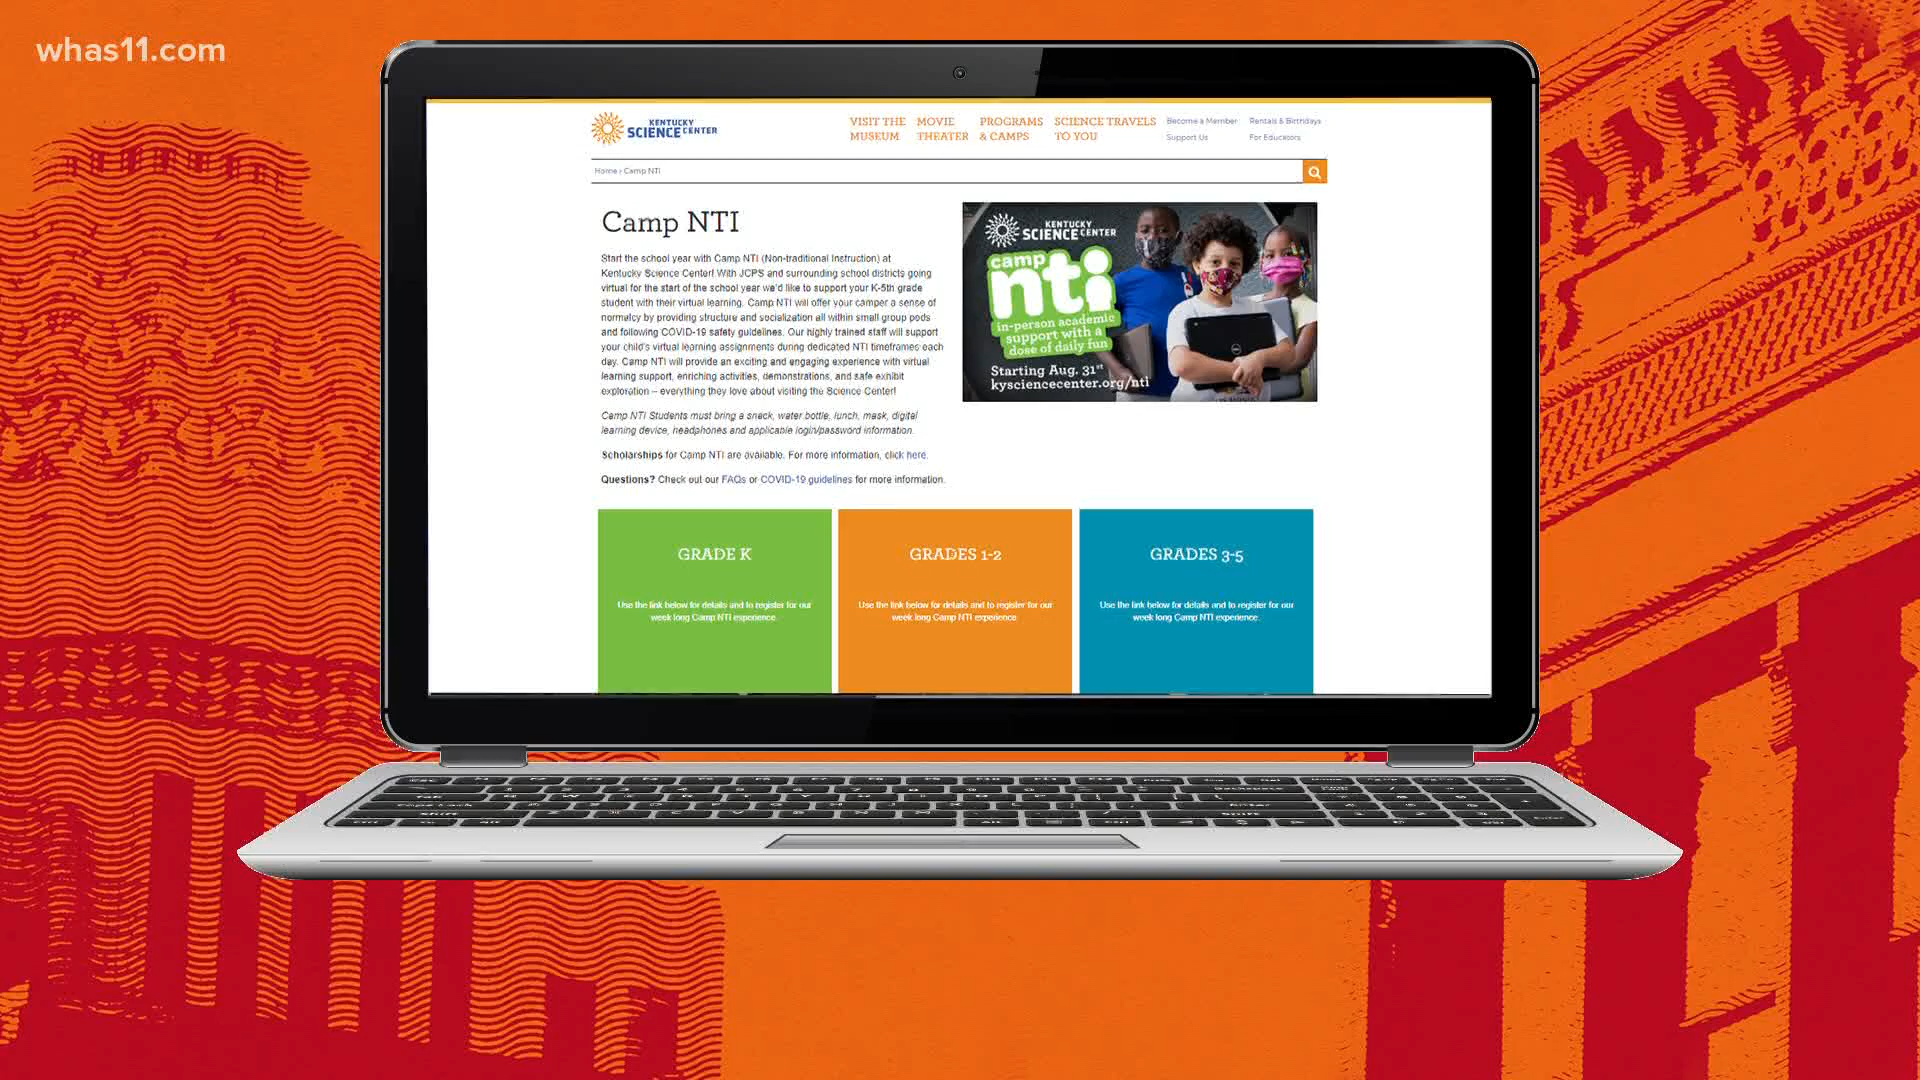 whas11.com
KENTUCKY
SCIENCE CENTER
VISIT THE MUSEUM
MOVIE THEATER
PROGRAMS & CAMPS
SCIENCE TRAVELS TO YOU
Become a Member
Rentals & Birthdays
Support Us
For Educators
Home › Camp NTI
Camp NTI
Start the school year with Camp NTI (Non-traditional Instruction) at
Kentucky Science Center! With JCPS and surrounding school districts going
virtual for the start of the school year we'd like to support your K-5th grade
student with their virtual learning. Camp NTI will offer your camper a sense of
normalcy by providing structure and socialization all within small group pods
and following COVID-19 safety guidelines. Our highly trained staff will support
your child's virtual learning assignments during dedicated NTI timeframes each
day. Camp NTI will provide an exciting and engaging experience with virtual
learning support, enriching activities, demonstrations, and safe exhibit
exploration – everything they love about visiting the Science Center!
Camp NTI Students must bring a snack, water bottle, lunch, mask, digital
learning device, headphones and applicable login/password information.
Scholarships for Camp NTI are available. For more information, click here.
Questions? Check out our FAQs or COVID-19 guidelines for more information.
KENTUCKY
SCIENCE CENTER
camp
nti
in-person academic
support with a
dose of daily fun
Starting Aug. 31st
kysciencecenter.org/nti
DELL
GRADE K
Use the link below for details and to register for our
week long Camp NTI experience.
GRADES 1-2
Use the link below for details and to register for our
week long Camp NTI experience.
GRADES 3-5
Use the link below for details and to register for our
week long Camp NTI experience.